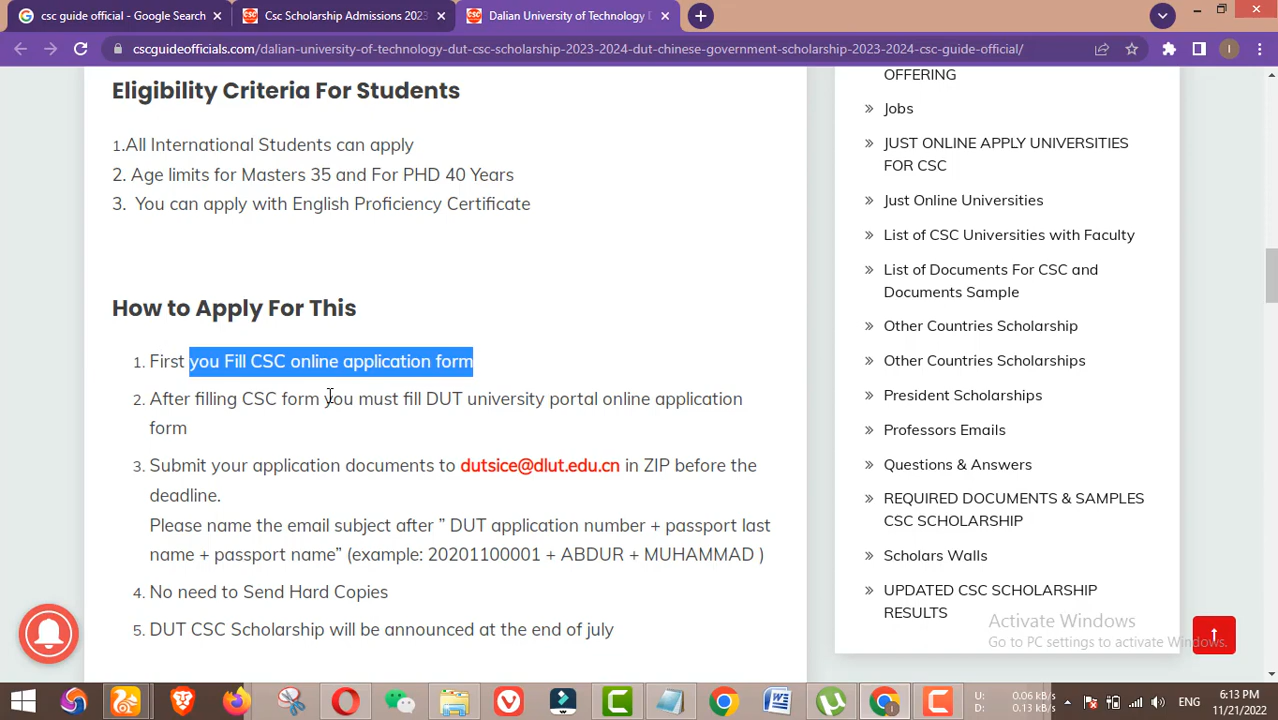 csc guide official - Google Search
Csc Scholarship Admissions 2023
Dalian University of Technology D
cscguideofficials.com/dalian-university-of-technology-dut-csc-scholarship-2023-2024-dut-chinese-government-scholarship-2023-2024-csc-guide-official/
I
Eligibility Criteria For Students
1.All International Students can apply
2. Age limits for Masters 35 and For PHD 40 Years
3. You can apply with English Proficiency Certificate
How to Apply For This
1. First you Fill CSC online application form
2. After filling CSC form you must fill DUT university portal online application
form
3. Submit your application documents to dutsice@dlut.edu.cn in ZIP before the
deadline.
Please name the email subject after ” DUT application number + passport last
name + passport name” (example: 20201100001 + ABDUR + MUHAMMAD )
4. No need to Send Hard Copies
5. DUT CSC Scholarship will be announced at the end of july
OFFERING
Jobs
JUST ONLINE APPLY UNIVERSITIES
FOR CSC
Just Online Universities
List of CSC Universities with Faculty
List of Documents For CSC and
Documents Sample
Other Countries Scholarship
Other Countries Scholarships
President Scholarships
Professors Emails
Questions & Answers
REQUIRED DOCUMENTS & SAMPLES
CSC SCHOLARSHIP
Scholars Walls
UPDATED CSC SCHOLARSHIP
RESULTS
Activate Windows
Go to PC settings to activate Windows.
U: 0.06 kB/s
D: 0.13 kB/s
ENG
6:13 PM
11/21/2022